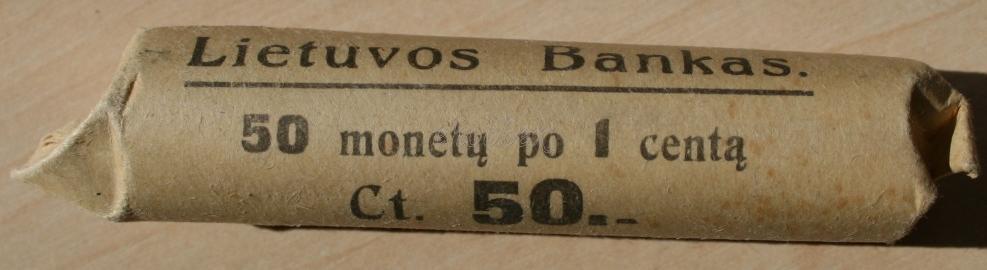 Lietuvos Bankas.
50 monetų po 1 centą
Ct. 50.-